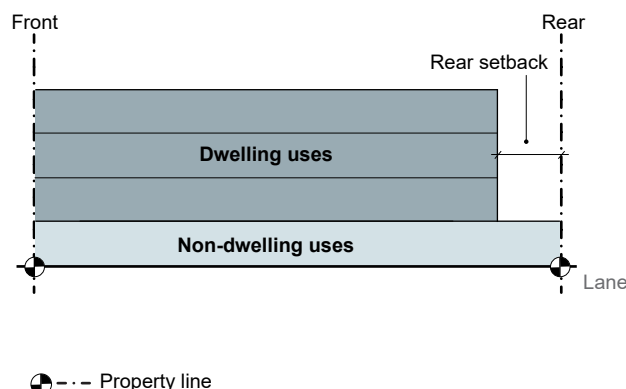 Front
Rear
Rear setback
Dwelling uses
Non-dwelling uses
Lane
Property line